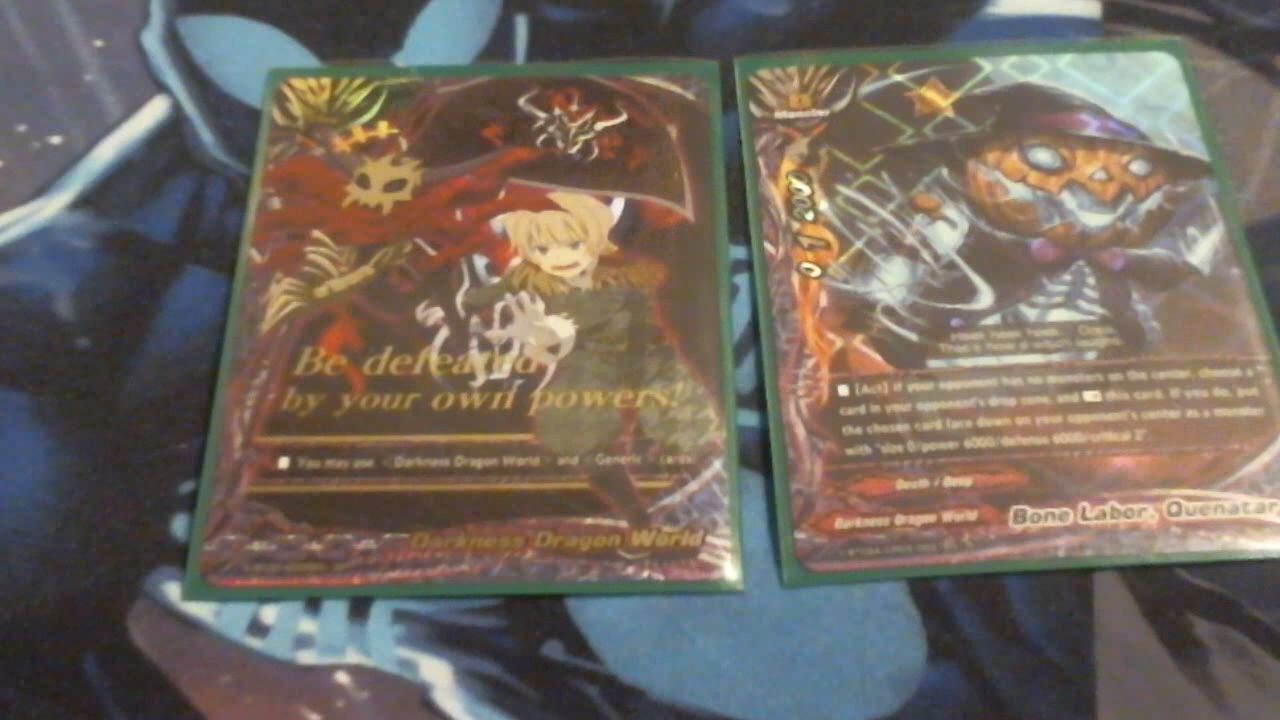 Be defeated
by your own powers!
You may use <Darkness Dragon World> and <Generic> cards.
Darkness Dragon World
Monster
0
[Act] If your opponent has no monsters on the center, choose a
card in your opponent's drop zone, and this card. If you do, put
the chosen card face down on your opponent's center as a monster
with "size 0/power 6000/defense 6000/critical 2".
Death /
Darkness Dragon World
Bone Labor, Quenatar